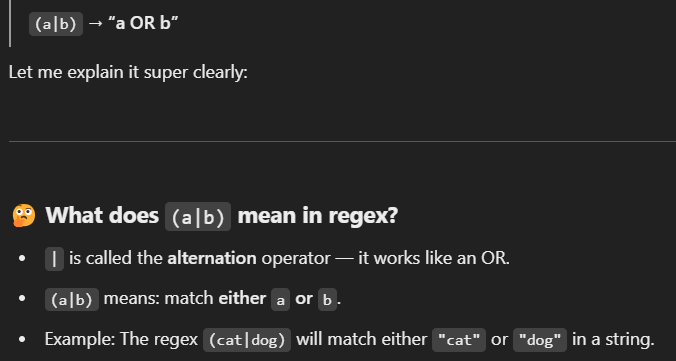 (a|b) → “a OR b”
Let me explain it super clearly:
🤔 What does (a|b) mean in regex?
• | is called the alternation operator — it works like an OR.
• (a|b) means: match either a or b.
• Example: The regex (cat|dog) will match either "cat" or "dog" in a string.